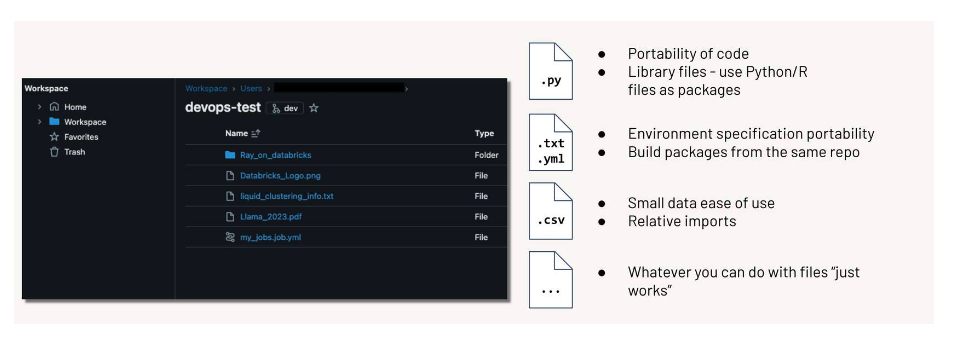 Workspace
> Home
> Workspace
Favorites
Trash
Workspace > Users > >
devops-test dev
Name Type
Ray_on_databricks Folder
Databricks_Logo.png File
liquid_clustering_info.txt File
Llama_2023.pdf File
my_jobs.job.yml File
.py
● Portability of code
● Library files - use Python/R
files as packages
.txt
.yml
● Environment specification portability
● Build packages from the same repo
.csv
● Small data ease of use
● Relative imports
...
● Whatever you can do with files “just
works”